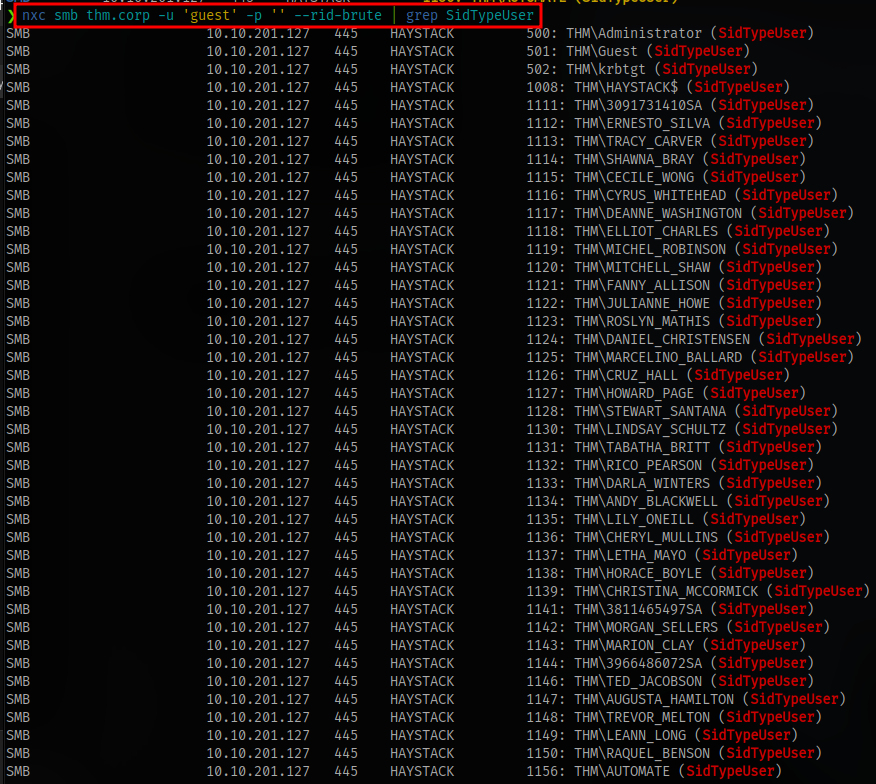 ❯ nxc smb thm.corp -u 'guest' -p '' --rid-brute | grep SidTypeUser
SMB 10.10.201.127 445 HAYSTACK 500: THM\Administrator (SidTypeUser)
SMB 10.10.201.127 445 HAYSTACK 501: THM\Guest (SidTypeUser)
SMB 10.10.201.127 445 HAYSTACK 502: THM\krbtgt (SidTypeUser)
SMB 10.10.201.127 445 HAYSTACK 1008: THM\HAYSTACK$ (SidTypeUser)
SMB 10.10.201.127 445 HAYSTACK 1111: THM\3091731410SA (SidTypeUser)
SMB 10.10.201.127 445 HAYSTACK 1112: THM\ERNESTO_SILVA (SidTypeUser)
SMB 10.10.201.127 445 HAYSTACK 1113: THM\TRACY_CARVER (SidTypeUser)
SMB 10.10.201.127 445 HAYSTACK 1114: THM\SHAWNA_BRAY (SidTypeUser)
SMB 10.10.201.127 445 HAYSTACK 1115: THM\CECILE_WONG (SidTypeUser)
SMB 10.10.201.127 445 HAYSTACK 1116: THM\CYRUS_WHITEHEAD (SidTypeUser)
SMB 10.10.201.127 445 HAYSTACK 1117: THM\DEANNE_WASHINGTON (SidTypeUser)
SMB 10.10.201.127 445 HAYSTACK 1118: THM\ELLIOT_CHARLES (SidTypeUser)
SMB 10.10.201.127 445 HAYSTACK 1119: THM\MICHEL_ROBINSON (SidTypeUser)
SMB 10.10.201.127 445 HAYSTACK 1120: THM\MITCHELL_SHAW (SidTypeUser)
SMB 10.10.201.127 445 HAYSTACK 1121: THM\FANNY_ALLISON (SidTypeUser)
SMB 10.10.201.127 445 HAYSTACK 1122: THM\JULIANNE_HOWE (SidTypeUser)
SMB 10.10.201.127 445 HAYSTACK 1123: THM\ROSLYN_MATHIS (SidTypeUser)
SMB 10.10.201.127 445 HAYSTACK 1124: THM\DANIEL_CHRISTENSEN (SidTypeUser)
SMB 10.10.201.127 445 HAYSTACK 1125: THM\MARCELINO_BALLARD (SidTypeUser)
SMB 10.10.201.127 445 HAYSTACK 1126: THM\CRUZ_HALL (SidTypeUser)
SMB 10.10.201.127 445 HAYSTACK 1127: THM\HOWARD_PAGE (SidTypeUser)
SMB 10.10.201.127 445 HAYSTACK 1128: THM\STEWART_SANTANA (SidTypeUser)
SMB 10.10.201.127 445 HAYSTACK 1130: THM\LINDSAY_SCHULTZ (SidTypeUser)
SMB 10.10.201.127 445 HAYSTACK 1131: THM\TABATHA_BRITT (SidTypeUser)
SMB 10.10.201.127 445 HAYSTACK 1132: THM\RICO_PEARSON (SidTypeUser)
SMB 10.10.201.127 445 HAYSTACK 1133: THM\DARLA_WINTERS (SidTypeUser)
SMB 10.10.201.127 445 HAYSTACK 1134: THM\ANDY_BLACKWELL (SidTypeUser)
SMB 10.10.201.127 445 HAYSTACK 1135: THM\LILY_ONEILL (SidTypeUser)
SMB 10.10.201.127 445 HAYSTACK 1136: THM\CHERYL_MULLINS (SidTypeUser)
SMB 10.10.201.127 445 HAYSTACK 1137: THM\LETHA_MAYO (SidTypeUser)
SMB 10.10.201.127 445 HAYSTACK 1138: THM\HORACE_BOYLE (SidTypeUser)
SMB 10.10.201.127 445 HAYSTACK 1139: THM\CHRISTINA_MCCORMICK (SidTypeUser)
SMB 10.10.201.127 445 HAYSTACK 1141: THM\3811465497SA (SidTypeUser)
SMB 10.10.201.127 445 HAYSTACK 1142: THM\MORGAN_SELLERS (SidTypeUser)
SMB 10.10.201.127 445 HAYSTACK 1143: THM\MARION_CLAY (SidTypeUser)
SMB 10.10.201.127 445 HAYSTACK 1144: THM\3966486072SA (SidTypeUser)
SMB 10.10.201.127 445 HAYSTACK 1146: THM\TED_JACOBSON (SidTypeUser)
SMB 10.10.201.127 445 HAYSTACK 1147: THM\AUGUSTA_HAMILTON (SidTypeUser)
SMB 10.10.201.127 445 HAYSTACK 1148: THM\TREVOR_MELTON (SidTypeUser)
SMB 10.10.201.127 445 HAYSTACK 1149: THM\LEANN_LONG (SidTypeUser)
SMB 10.10.201.127 445 HAYSTACK 1150: THM\RAQUEL_BENSON (SidTypeUser)
SMB 10.10.201.127 445 HAYSTACK 1156: THM\AUTOMATE (SidTypeUser)